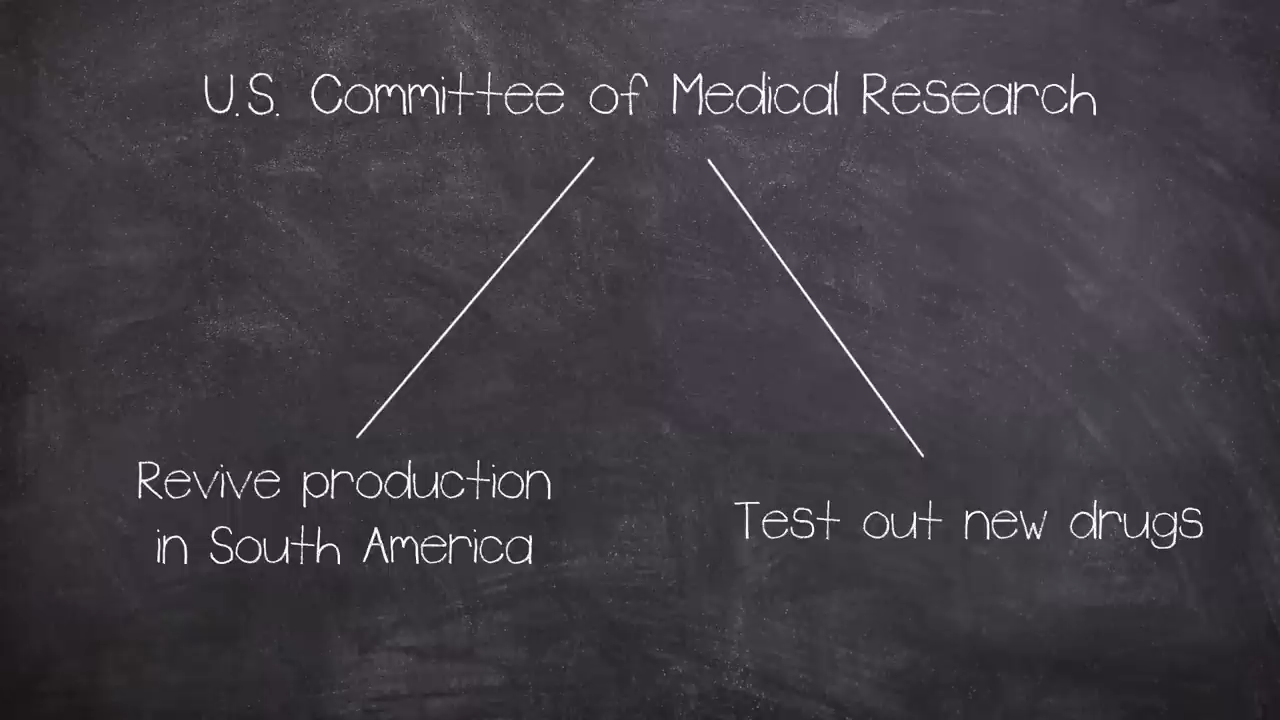 U.S. Committee of Medical Research
Revive production
in South America
Test out new drugs